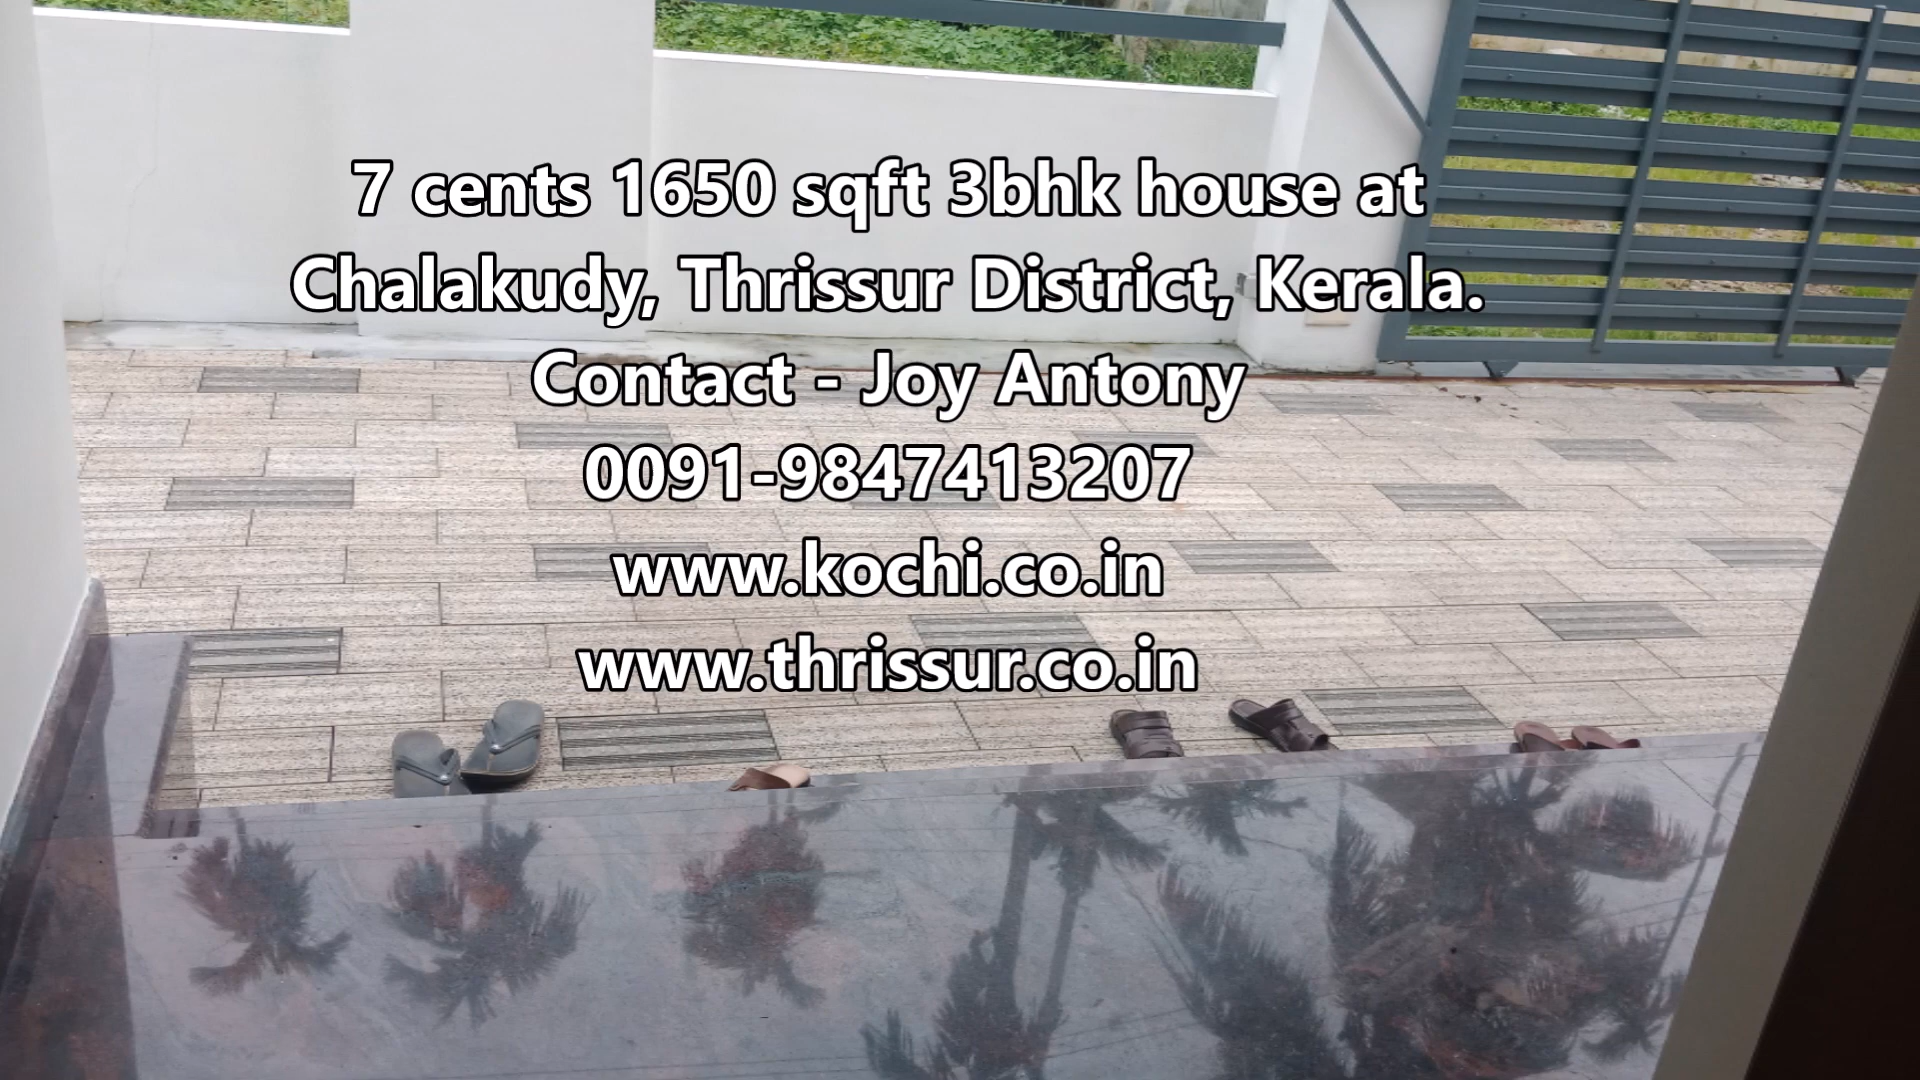 7 cents 1650 sqft 3bhk house at
Chalakudy, Thrissur District, Kerala.
Contact - Joy Antony
0091-9847413207
www.kochi.co.in
www.thrissur.co.in